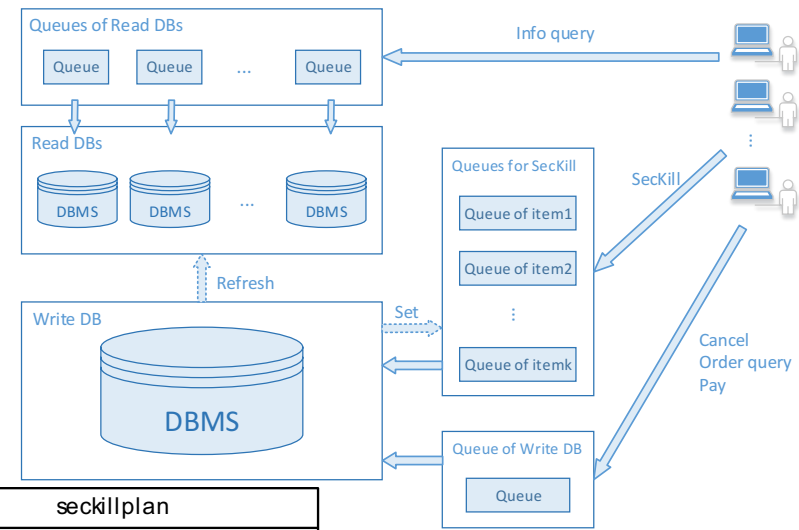 Queues of Read DBs
Queue
Queue
...
Queue
Info query
Read DBs
DBMS
DBMS
...
DBMS
Queues for SecKill
Queue of item1
Queue of item2
⋮
Queue of itemk
SecKill
⋮
Refresh
Set
Write DB
DBMS
Cancel
Order query
Pay
Queue of Write DB
Queue
seckillplan